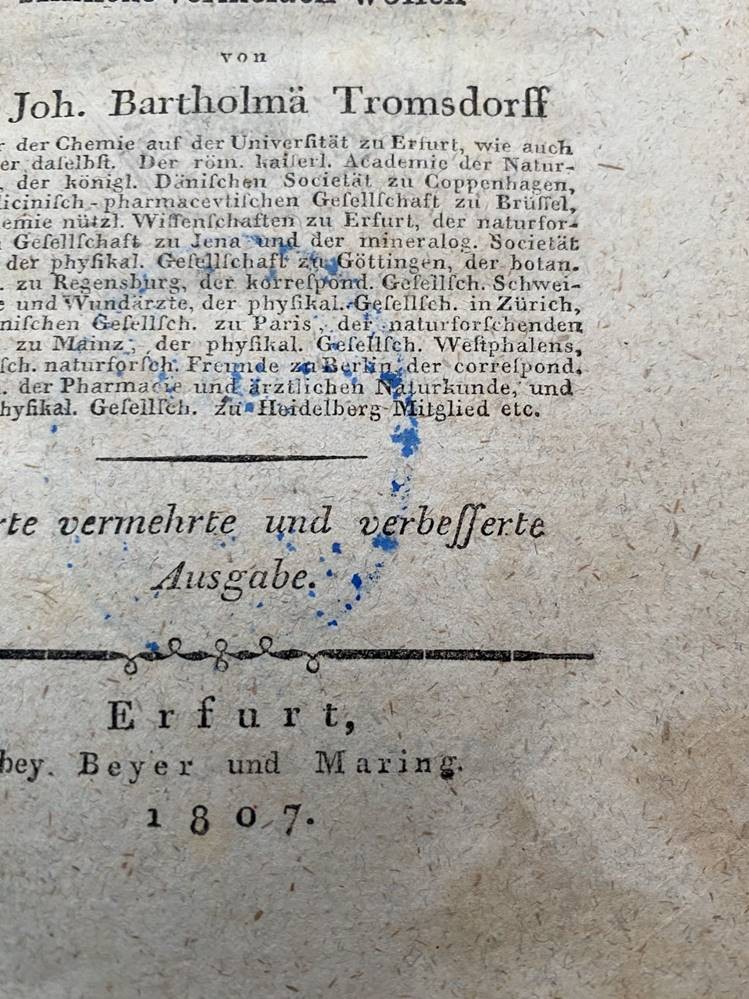 vermeiden wollen
von
Joh. Bartholmä Tromsdorff
der Chemie auf der Univerſität zu Erfurt, wie auch
er daſelbſt. Der röm. kaiſerl. Academie der Natur-
, der königl. Däniſchen Societät zu Coppenhagen,
diciniſch-pharmacevtiſchen Geſellſchaft zu Brüſſel,
emie nützl. Wiſſenſchaften zu Erfurt, der naturfor-
Geſellſchaft zu Jena und der mineralog. Societät
der phyſikal. Geſellſchaft zu Göttingen, der botan.
. zu Regensburg, der korreſpond. Geſellſch. Schwei-
e und Wundärzte, der phyſikal. Geſellſch. in Zürich,
niſchen Geſellſch. zu Paris, der naturforſchenden
zu Mainz, der phyſikal. Geſellſch. Weſtphalens,
ſch. naturforſch. Freunde zu Berlin, der correſpond.
. der Pharmacie und ärztlichen Naturkunde, und
hyſikal. Geſellſch. zu Heidelberg Mitglied etc.
rte vermehrte und verbeſſerte
Ausgabe.
Erfurt,
bey. Beyer und Maring.
1807.